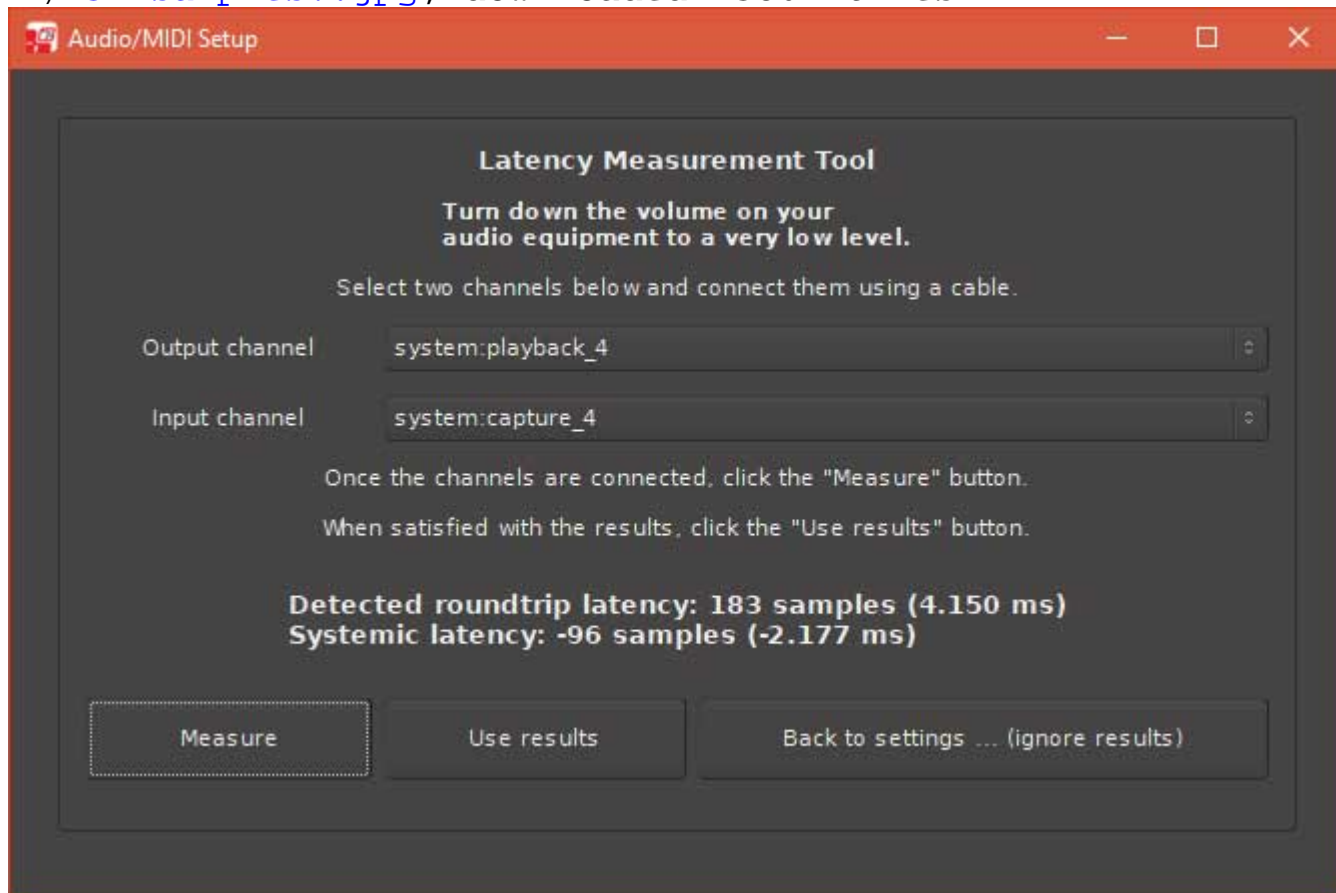 Audio/MIDI Setup
Latency Measurement Tool
Turn down the volume on your
audio equipment to a very low level.
Select two channels below and connect them using a cable.
Output channel system:playback_4
Input channel system:capture_4
Once the channels are connected, click the "Measure" button.
When satisfied with the results, click the "Use results" button.
Detected roundtrip latency: 183 samples (4.150 ms)
Systemic latency: -96 samples (-2.177 ms)
Measure Use results Back to settings ... (ignore results)